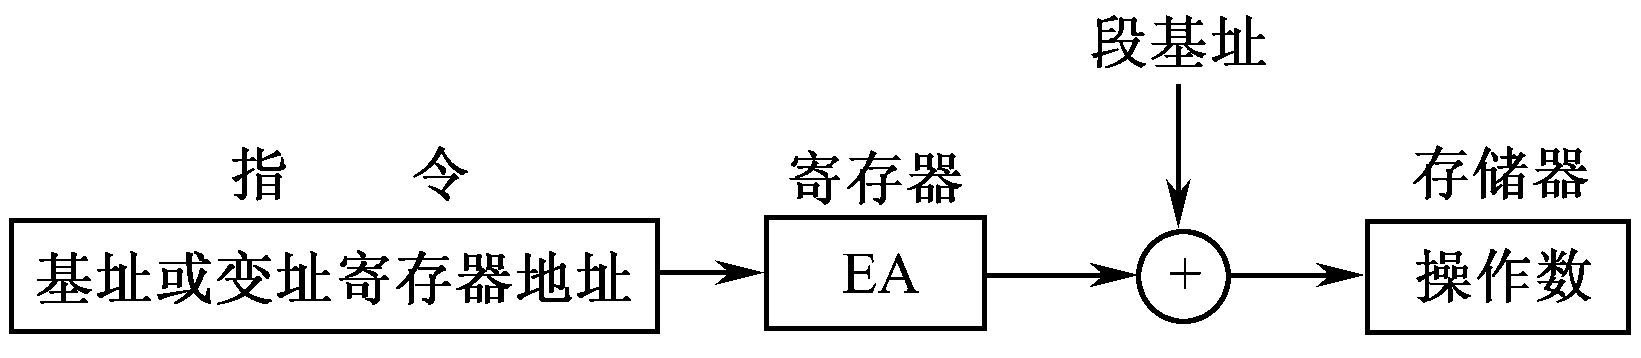 段基址
指 令
寄存器
存储器
基址或变址寄存器地址
EA
+
操作数